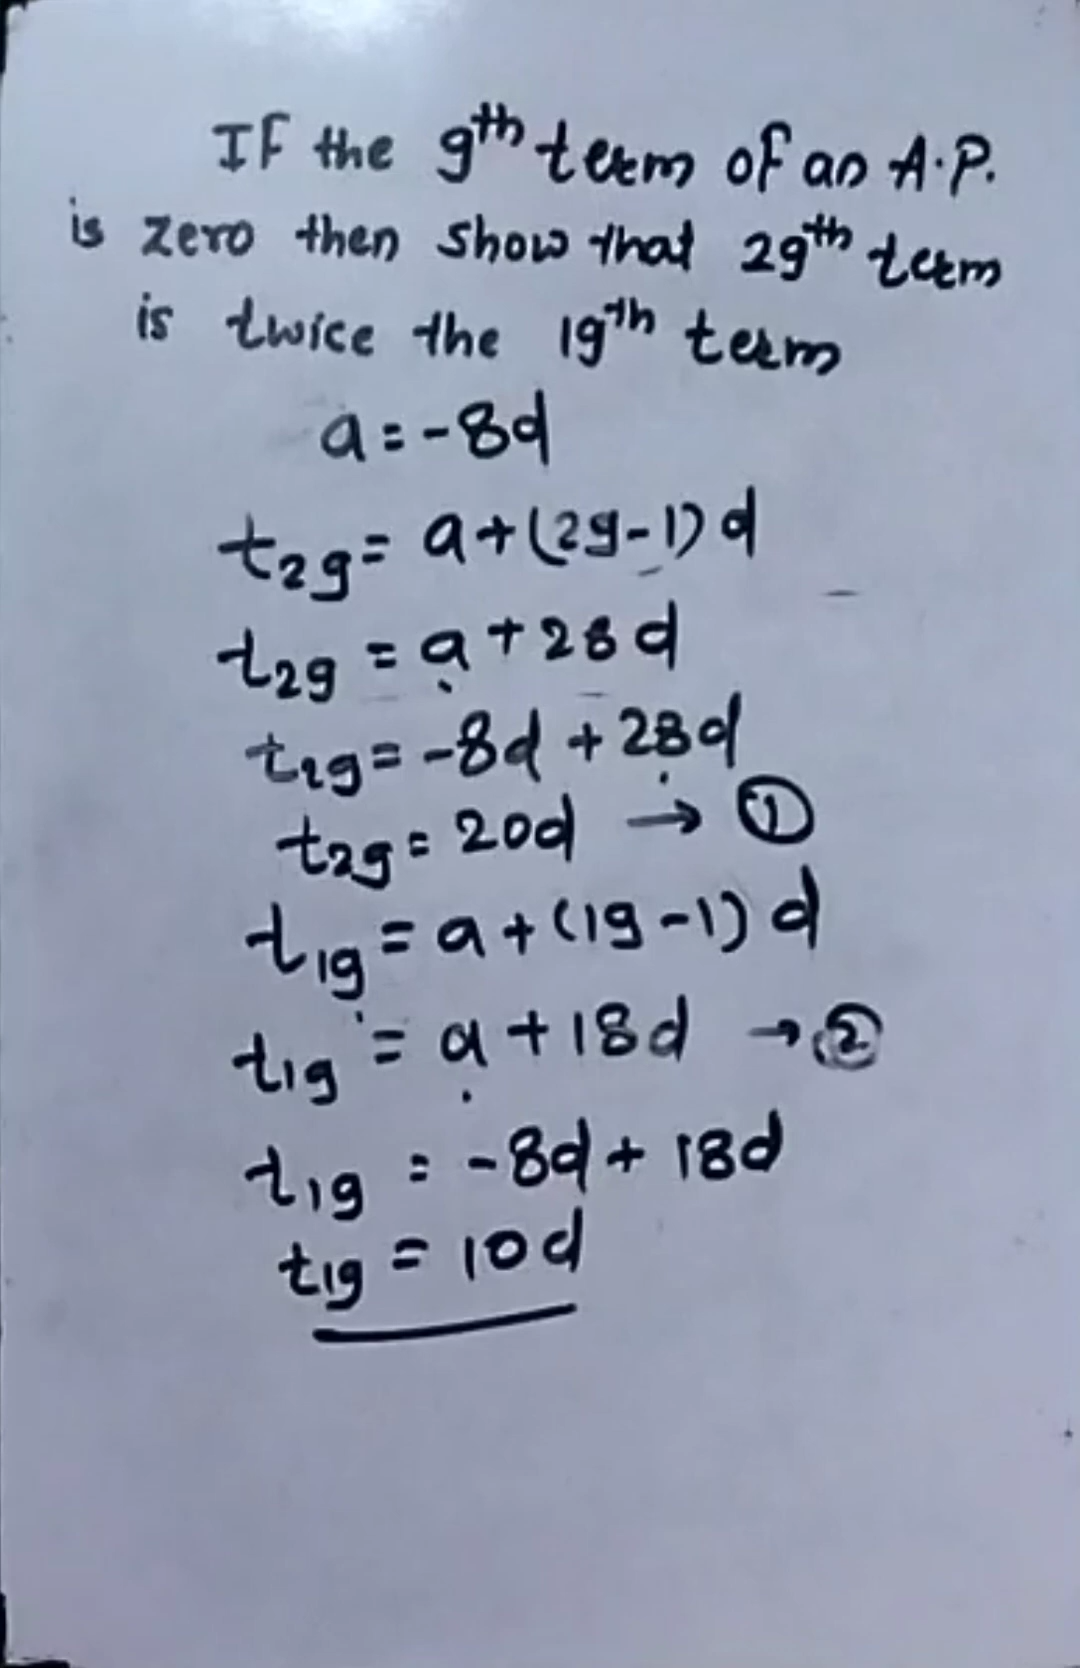 If the 9th term of an A.P.
is zero then show that 29th term
is twice the 19th term
a = -8d
t29 = a + (29-1) d
t29 = a + 28d
t29 = -8d + 28d
t29 = 20d → ①
t19 = a + (19-1) d
t19 = a + 18d → ②
t19 = -8d + 18d
t19 = 10d